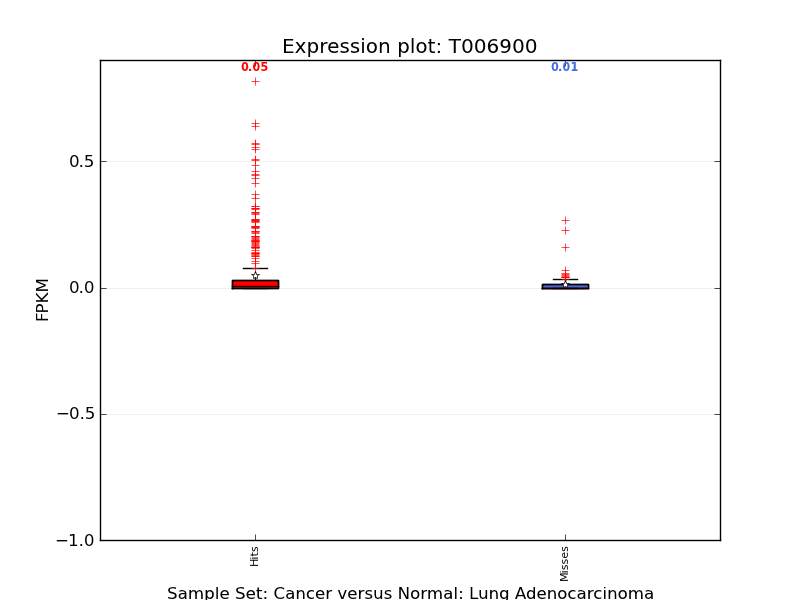 Expression plot: T006900
0.05 0.01
0.5
0.0
−0.5
−1.0
FPKM
Hits Misses
Sample Set: Cancer versus Normal: Lung Adenocarcinoma